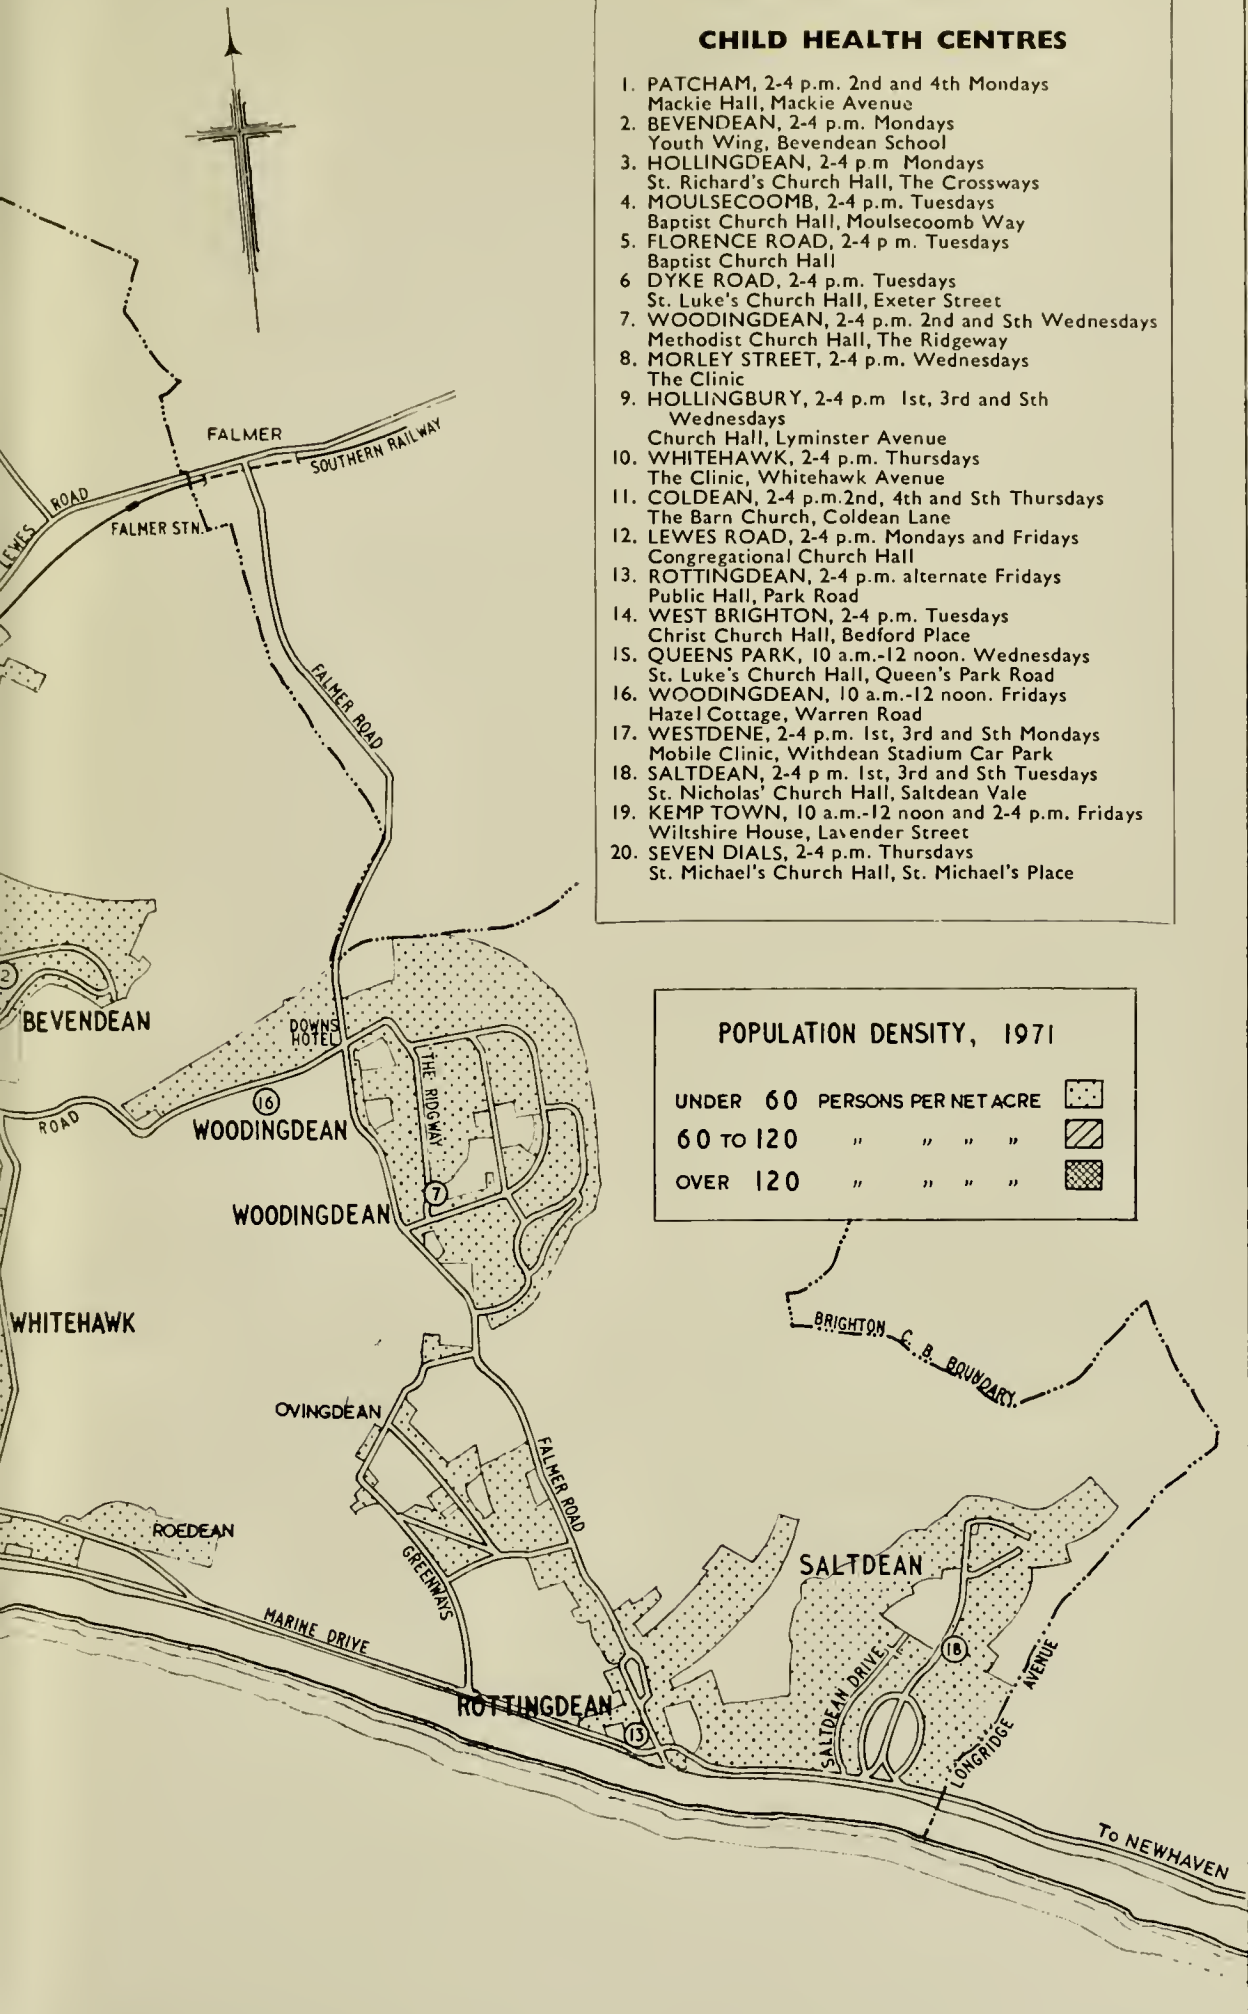 CHILD HEALTH CENTRES
1. PATCHAM, 2-4 p.m. 2nd and 4th Mondays
Mackie Hall, Mackie Avenue
2. BEVENDEAN, 2-4 p.m. Mondays
Youth Wing, Bevendean School
3. HOLLINGDEAN, 2-4 p m Mondays
St. Richard's Church Hall, The Crossways
4. MOULSECOOMB, 2-4 p.m. Tuesdays
Baptist Church Hall, Moulsecoomb Way
5. FLORENCE ROAD, 2-4 p m. Tuesdays
Baptist Church Hall
6 DYKE ROAD, 2-4 p.m. Tuesdays
St. Luke's Church Hall, Exeter Street
7. WOODINGDEAN, 2-4 p.m. 2nd and 5th Wednesdays
Methodist Church Hall, The Ridgeway
8. MORLEY STREET, 2-4 p.m. Wednesdays
The Clinic
9. HOLLINGBURY, 2-4 p.m 1st, 3rd and 5th
Wednesdays
Church Hall, Lyminster Avenue
10. WHITEHAWK, 2-4 p.m. Thursdays
The Clinic, Whitehawk Avenue
11. COLDEAN, 2-4 p.m.2nd, 4th and 5th Thursdays
The Barn Church, Coldean Lane
12. LEWES ROAD, 2-4 p.m. Mondays and Fridays
Congregational Church Hall
13. ROTTINGDEAN, 2-4 p.m. alternate Fridays
Public Hall, Park Road
14. WEST BRIGHTON, 2-4 p.m. Tuesdays
Christ Church Hall, Bedford Place
15. QUEENS PARK, 10 a.m.-12 noon. Wednesdays
St. Luke's Church Hall, Queen's Park Road
16. WOODINGDEAN, 10 a.m.-12 noon. Fridays
Hazel Cottage, Warren Road
17. WESTDENE, 2-4 p.m. 1st, 3rd and 5th Mondays
Mobile Clinic, Withdean Stadium Car Park
18. SALTDEAN, 2-4 p m. 1st, 3rd and 5th Tuesdays
St. Nicholas' Church Hall, Saltdean Vale
19. KEMP TOWN, 10 a.m.-12 noon and 2-4 p.m. Fridays
Wiltshire House, Lavender Street
20. SEVEN DIALS, 2-4 p.m. Thursdays
St. Michael's Church Hall, St. Michael's Place
FALMER
SOUTHERN RAILWAY
LEWES ROAD
FALMER STN.
FALMER ROAD
2
BEVENDEAN
DOWNS
HOTEL
THE RIDGWAY
16
ROAD
WOODINGDEAN
7
WOODINGDEAN
POPULATION DENSITY, 1971
UNDER 60 PERSONS PER NET ACRE
60 TO 120 " " " "
OVER 120 " " " "
WHITEHAWK
BRIGHTON C. B. BOUNDARY.
OVINGDEAN
FALMER ROAD
ROEDEAN
GREENWAYS
SALTDEAN
MARINE DRIVE
18
SALTDEAN DRIVE
LONGRIDGE AVENUE
ROTTINGDEAN
13
To NEWHAVEN